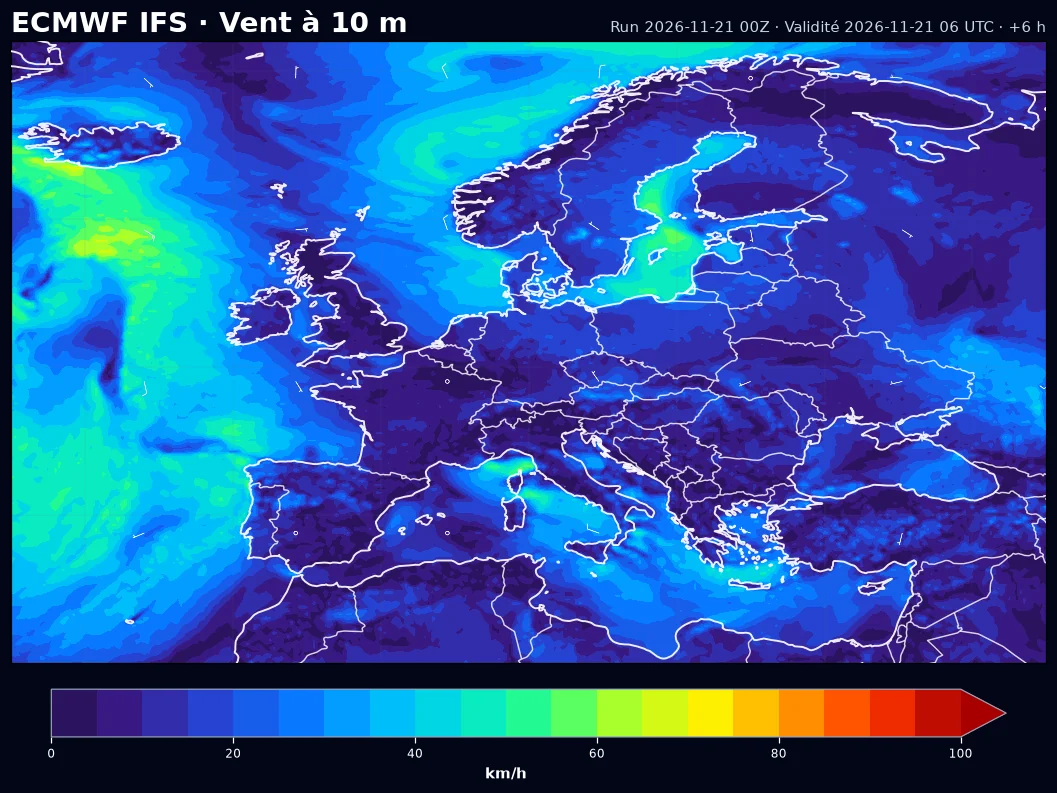 ECMWF IFS · Vent à 10 m
Run 2026-11-21 00Z · Validité 2026-11-21 06 UTC · +6 h
0 20 40 60 80 100
km/h